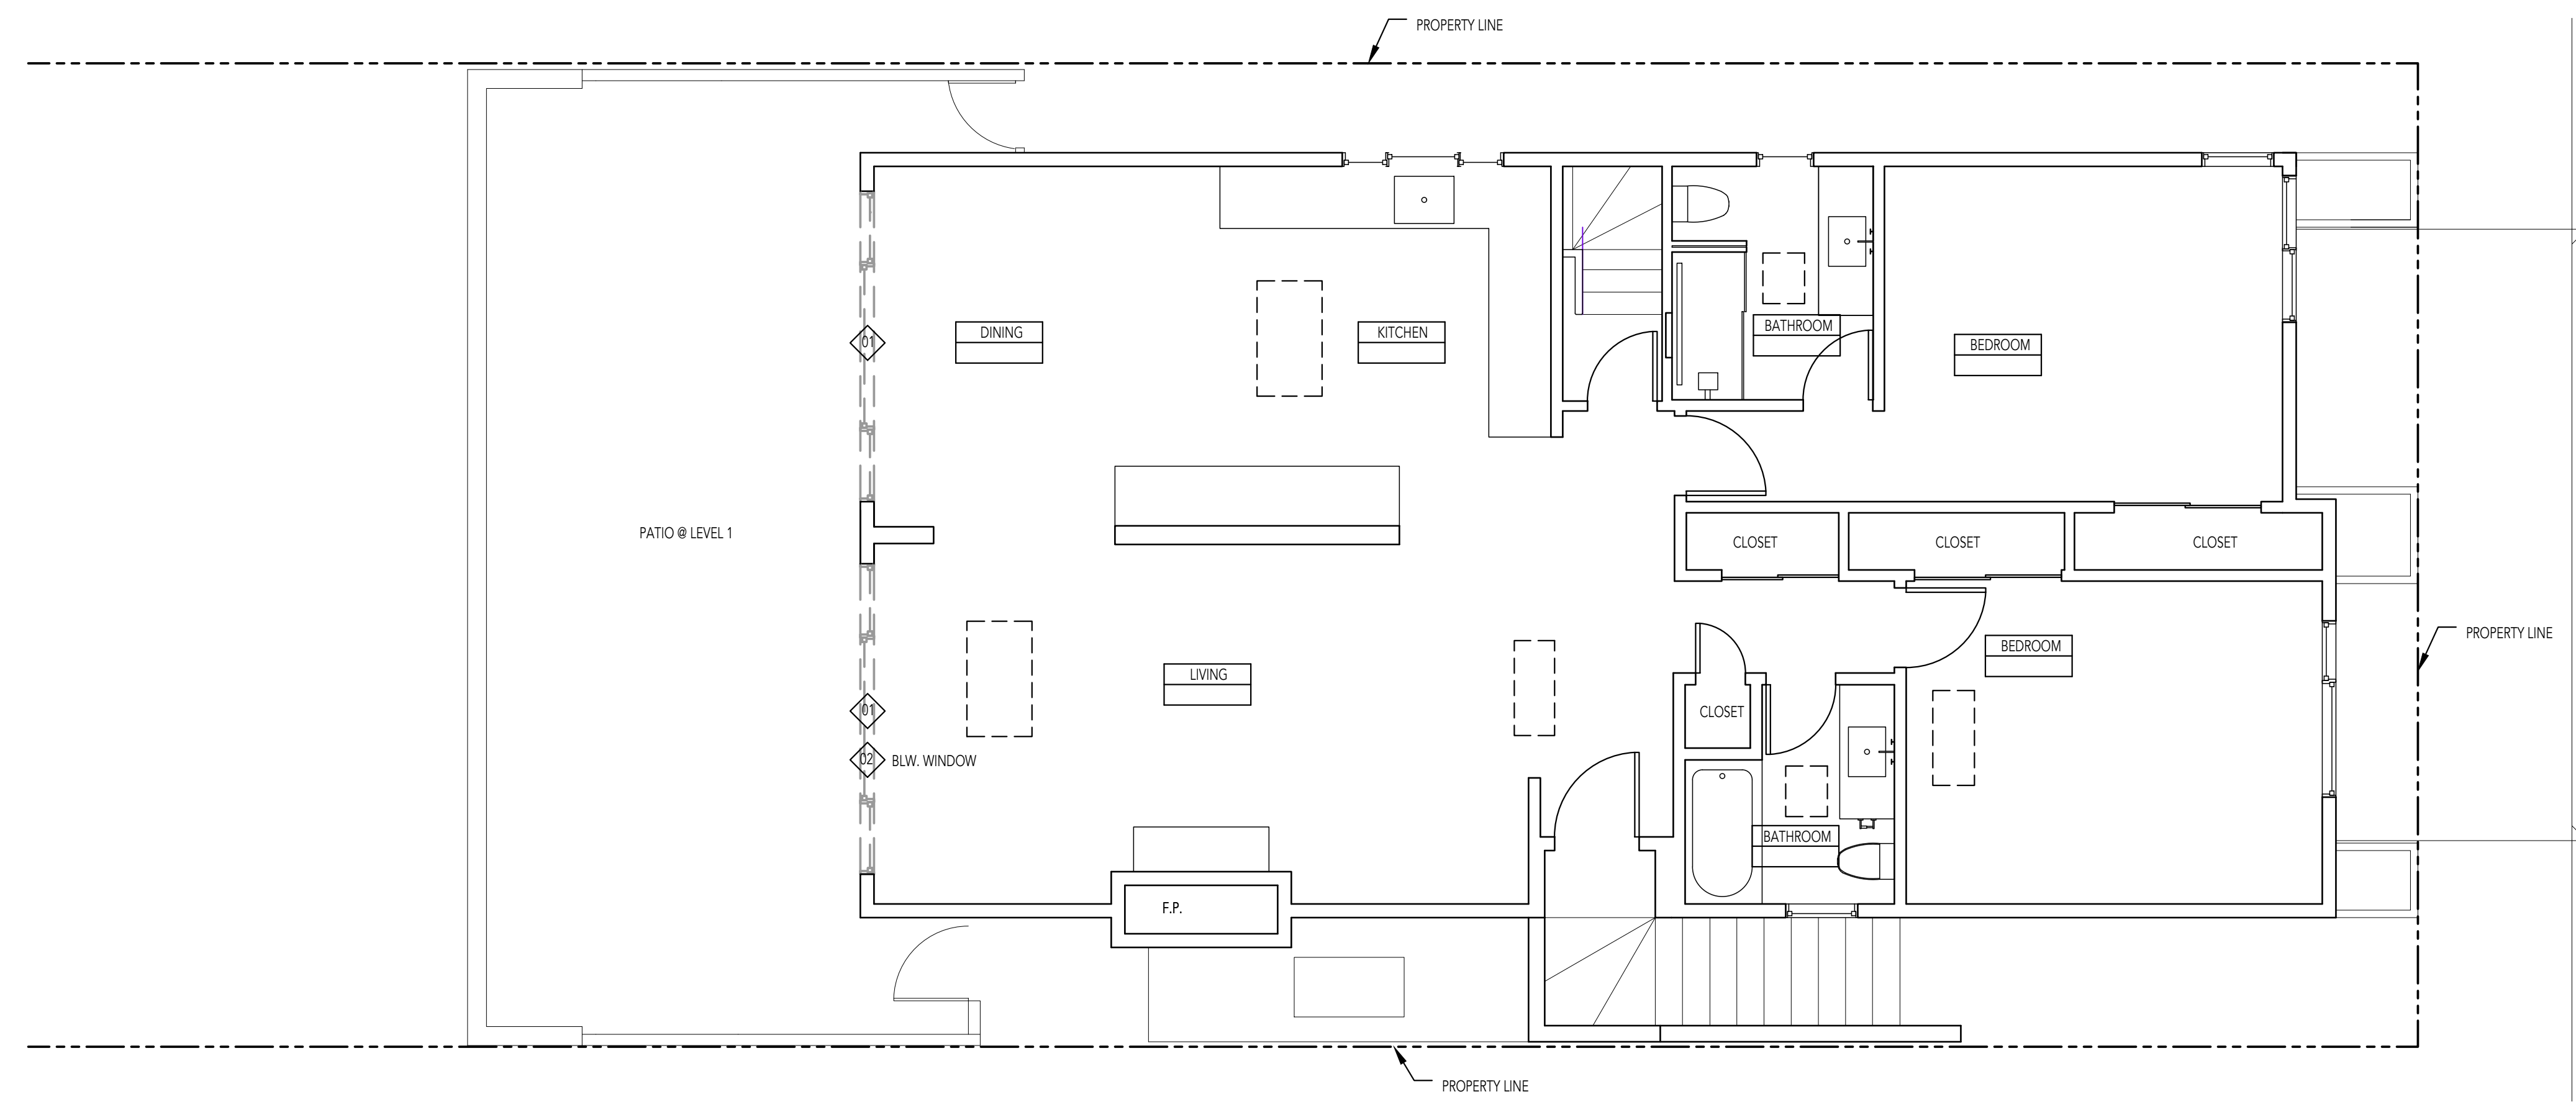 PROPERTY LINE
DINING
KITCHEN
BATHROOM
BEDROOM
01
PATIO @ LEVEL 1
CLOSET
CLOSET
CLOSET
PROPERTY LINE
BEDROOM
LIVING
CLOSET
01
02
BLW. WINDOW
BATHROOM
F.P.
PROPERTY LINE